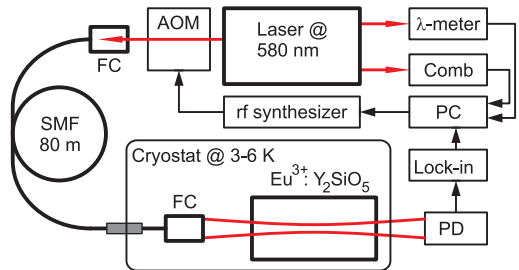 AOM
Laser @
580 nm
λ-meter
FC
Comb
rf synthesizer
PC
SMF
80 m
Cryostat @ 3-6 K
Lock-in
Eu³⁺: Y₂SiO₅
FC
PD